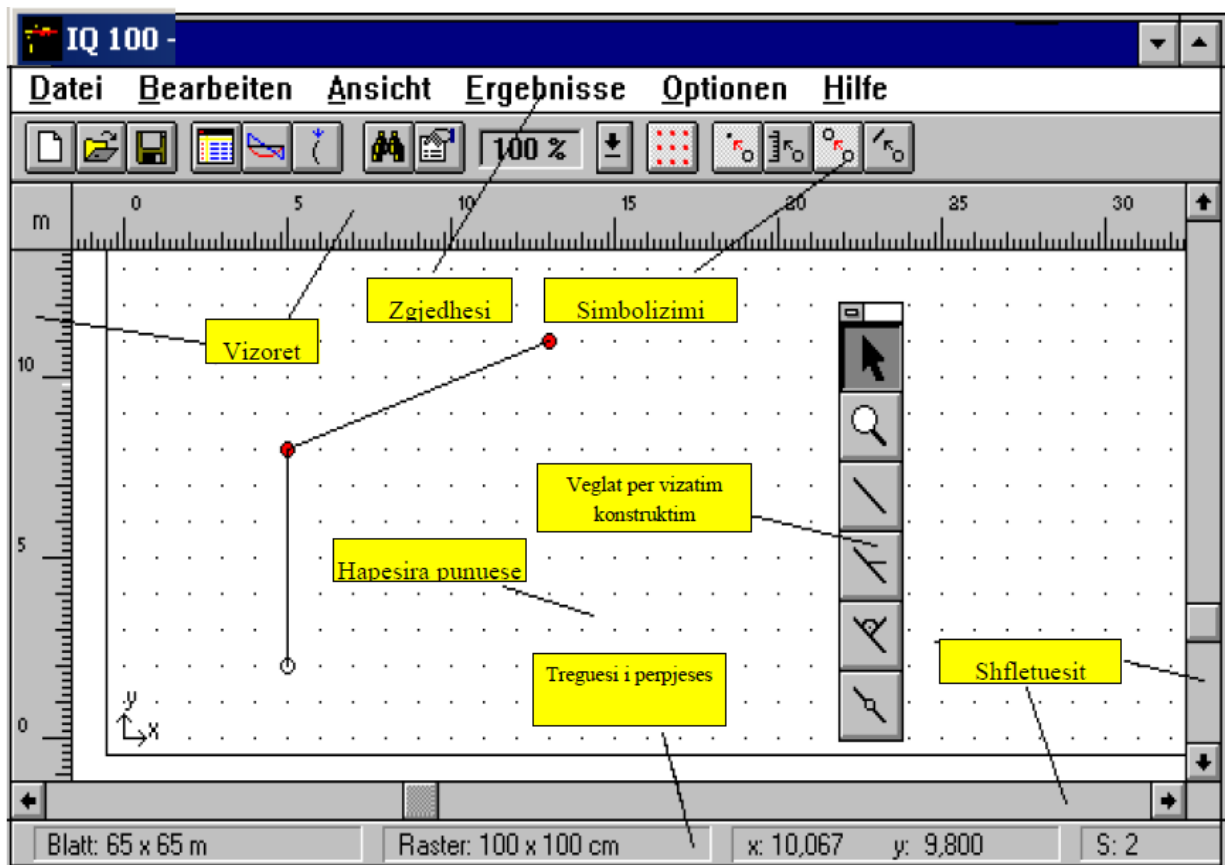 IQ 100 -
Datei Bearbeiten Ansicht Ergebnisse Optionen Hilfe
100 %
m
0 5 10 15 20 25 30
Zgjedhesi
Simbolizimi
Vizoret
10
Veglat per vizatim
konstruktim
5
Hapesira punuese
Treguesi i perpjeses
Shfletuesit
0
y
x
Blatt: 65 x 65 m Raster: 100 x 100 cm x: 10,067 y: 9,800 S: 2